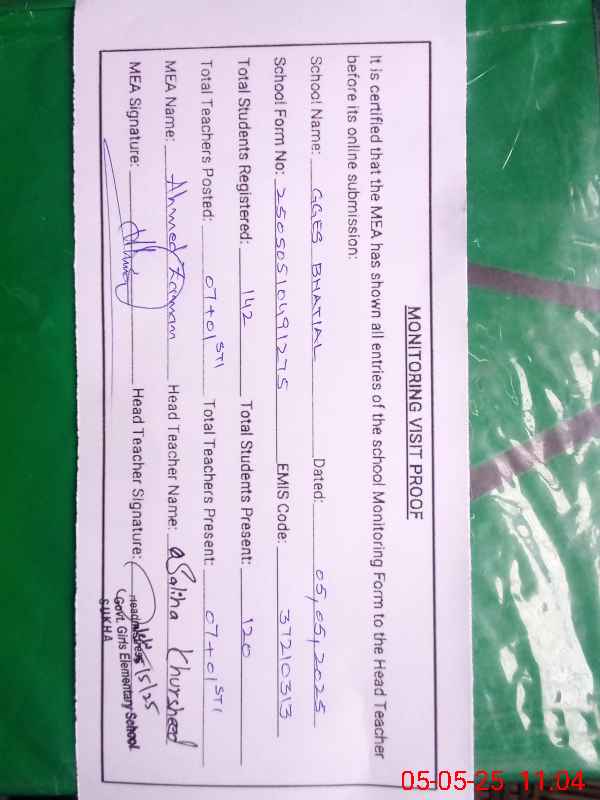 MONITORING VISIT PROOF
It is certified that the MEA has shown all entries of the school Monitoring Form to the Head Teacher
before its online submission:
School Name: GGES BHATIAL Dated: 05,05,2025
School Form No: 25050510491275 EMIS Code: 37210313
Total Students Registered: 142 Total Students Present: 120
Total Teachers Posted: 07+01 STI Total Teachers Present: 07+01 STI
MEA Name: Ahmed Zaman Head Teacher Name: Saliha Khursheed
MEA Signature: Head Teacher Signature: 5/5/25
Headmistress
Govt. Girls Elementary School
SUKHA
05-05-25 11:04